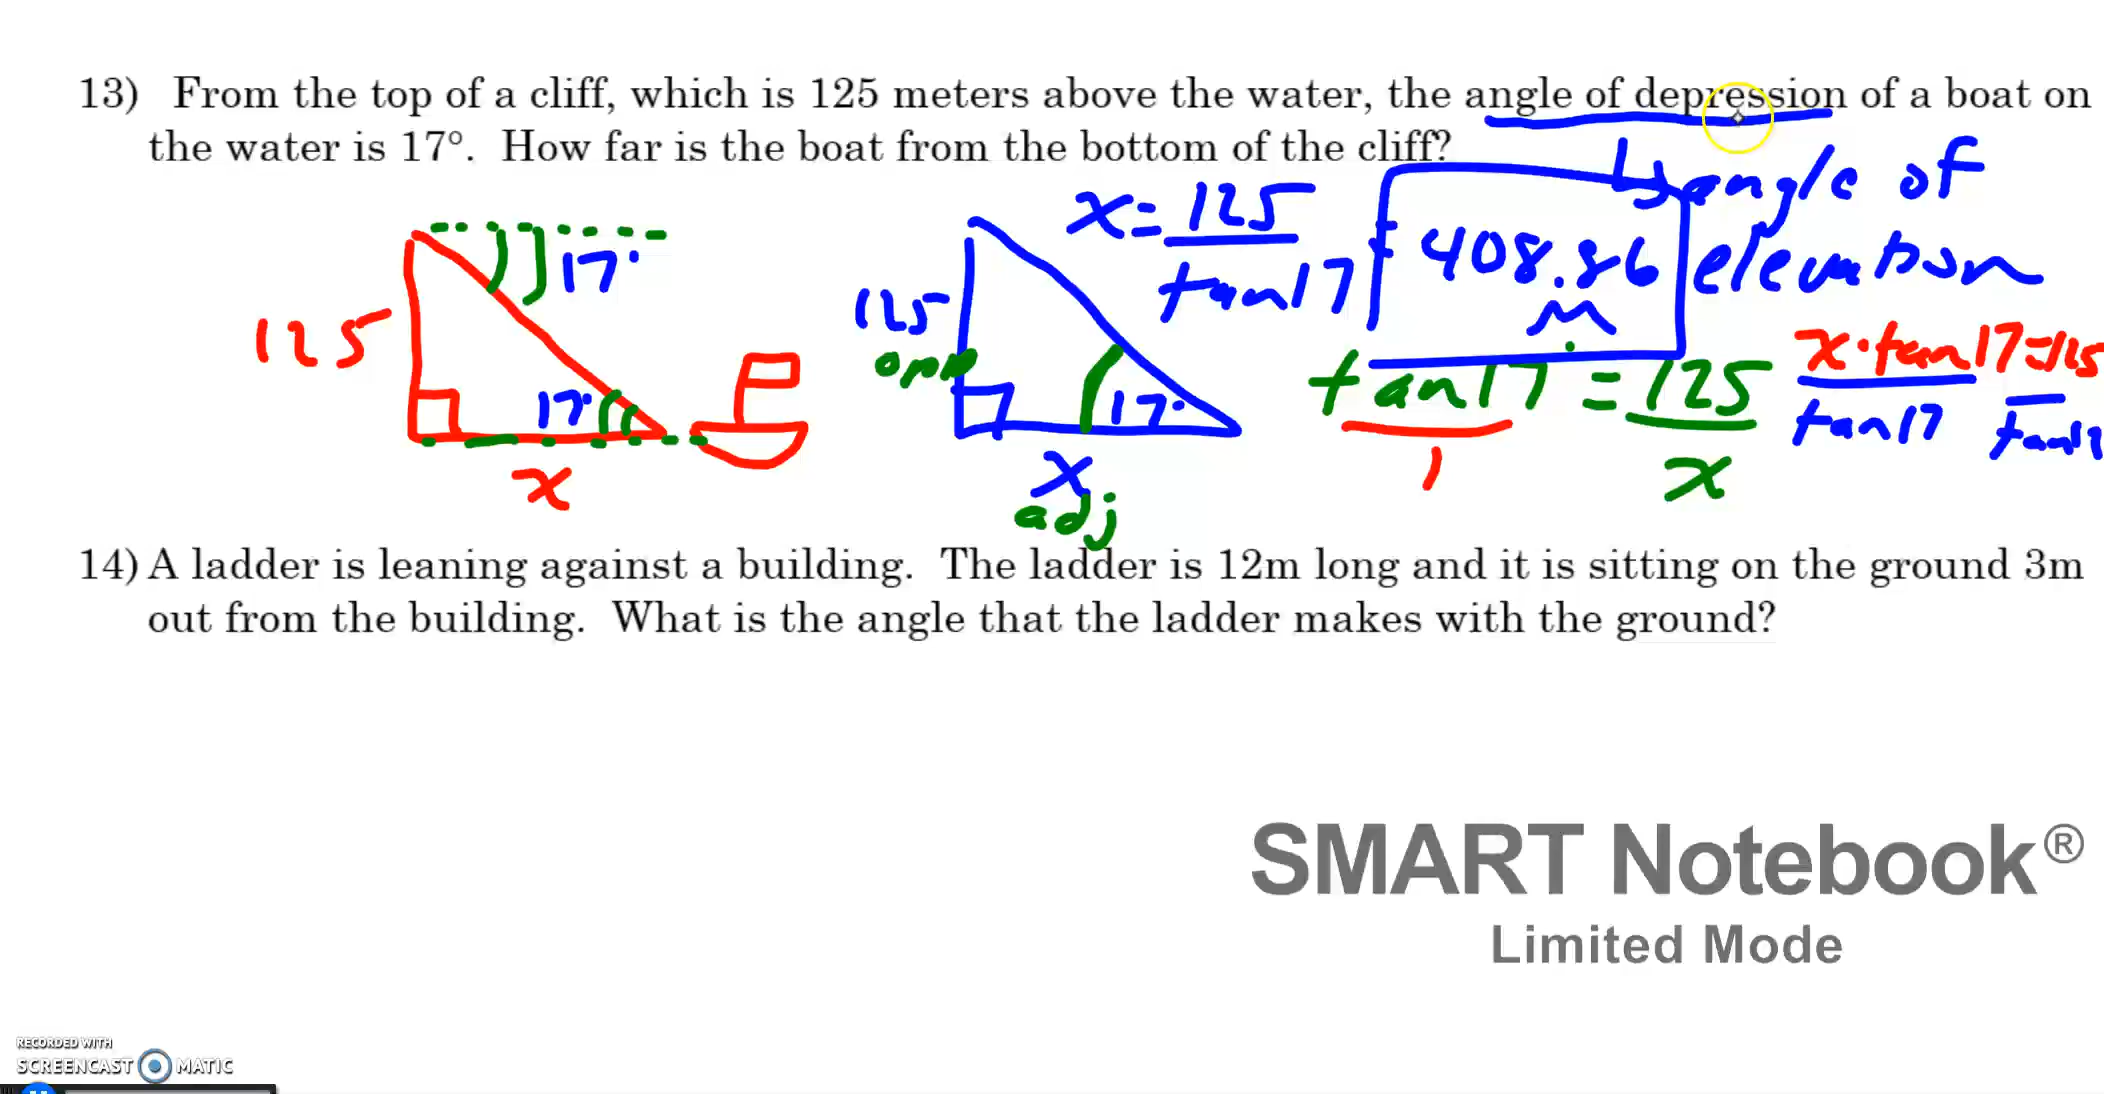 13) From the top of a cliff, which is 125 meters above the water, the angle of depression of a boat on
the water is 17°. How far is the boat from the bottom of the cliff?
↳ angle of
elevation
17°
125
17°
x
125
opp
17°
x
adj
x = 125
tan17
= 408.86
m
tan17° = 125
1
x
x·tan17=125
tan17
14) A ladder is leaning against a building. The ladder is 12m long and it is sitting on the ground 3m
out from the building. What is the angle that the ladder makes with the ground?
SMART Notebook®
Limited Mode
RECORDED WITH
SCREENCAST MATIC